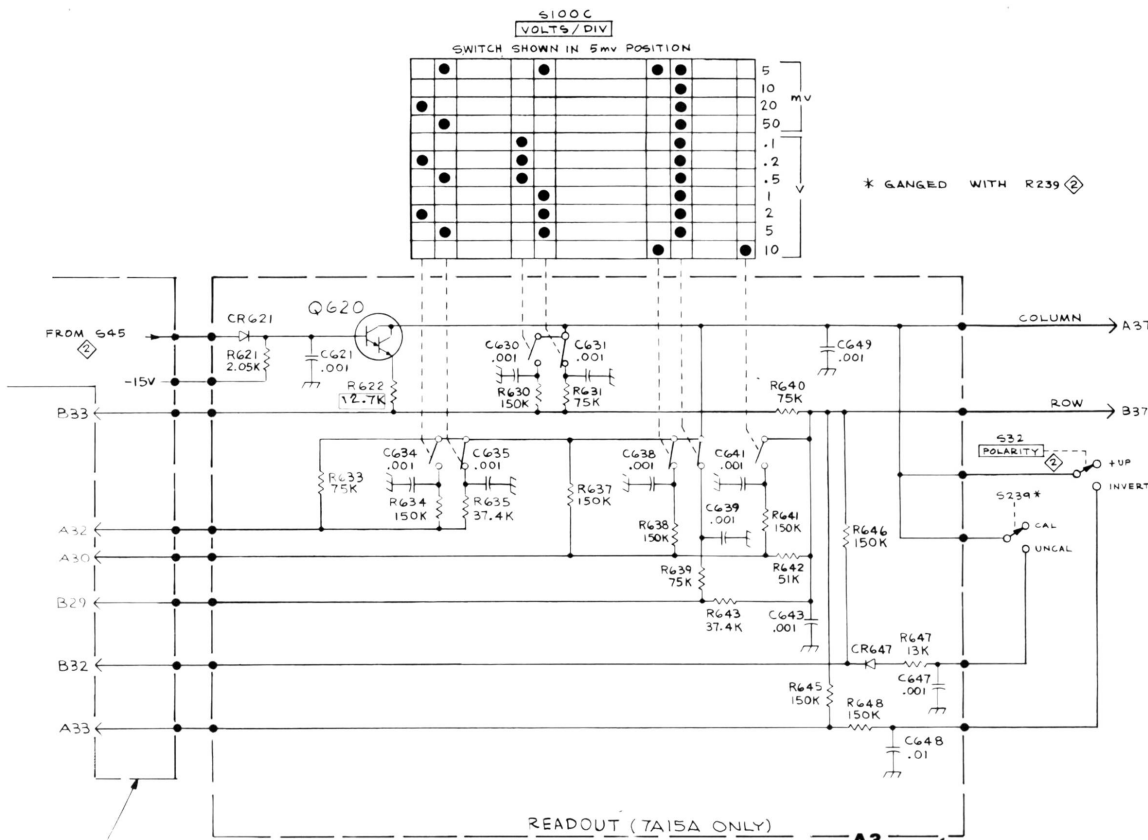 S100C
VOLTS/DIV
SWITCH SHOWN IN 5mv POSITION
5
10
20
50
mv
.1
.2
.5
1
2
5
10
V
* GANGED WITH R239 2
FROM S45
2
CR621
Q620
R621
2.05K
C621
.001
-15V
R622
12.7K
C630
.001
C631
.001
R630
150K
R631
75K
C649
.001
R640
75K
COLUMN
A37
ROW
B37
B33
S32
POLARITY
2
+UP
INVERT
S239*
CAL
UNCAL
R633
75K
C634
.001
C635
.001
R634
150K
R635
37.4K
R637
150K
C638
.001
C641
.001
R638
150K
C639
.001
R641
150K
R646
150K
A32
A30
R639
75K
R642
51K
B29
R643
37.4K
C643
.001
B32
CR647
R647
13K
C647
.001
R645
150K
R648
150K
A33
C648
.01
READOUT (7A15A ONLY)
A3